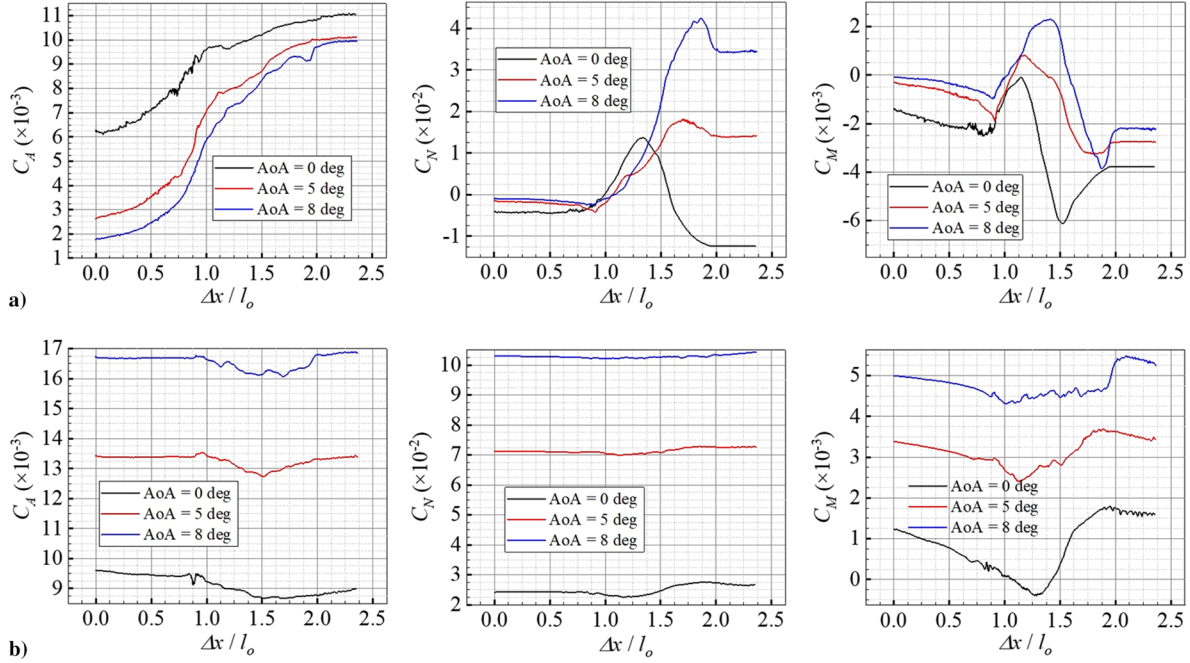 C_A (×10⁻³)
11
10
9
8
7
6
5
4
3
2
1
AoA = 0 deg
AoA = 5 deg
AoA = 8 deg
0.0 0.5 1.0 1.5 2.0 2.5
Δx / l_o
C_N (×10⁻²)
4
3
2
1
0
-1
AoA = 0 deg
AoA = 5 deg
AoA = 8 deg
0.0 0.5 1.0 1.5 2.0 2.5
Δx / l_o
C_M (×10⁻³)
2
0
-2
-4
-6
AoA = 0 deg
AoA = 5 deg
AoA = 8 deg
0.0 0.5 1.0 1.5 2.0 2.5
Δx / l_o
a)
C_A (×10⁻³)
17
16
14
13
11
10
9
AoA = 0 deg
AoA = 5 deg
AoA = 8 deg
0.0 0.5 1.0 1.5 2.0 2.5
Δx / l_o
C_N (×10⁻²)
10
9
8
7
6
5
4
3
2
AoA = 0 deg
AoA = 5 deg
AoA = 8 deg
0.0 0.5 1.0 1.5 2.0 2.5
Δx / l_o
C_M (×10⁻³)
5
4
3
2
1
0
AoA = 0 deg
AoA = 5 deg
AoA = 8 deg
0.0 0.5 1.0 1.5 2.0 2.5
Δx / l_o
b)